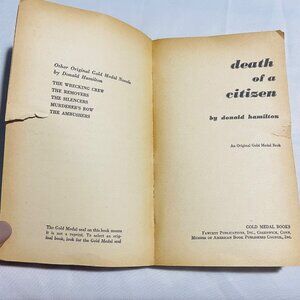 Other Original Gold Medal Novels
by Donald Hamilton
THE WRECKING CREW
THE REMOVERS
THE SILENCERS
MURDERER'S ROW
THE AMBUSHERS
The Gold Medal seal on this book means
it is not a reprint. To select an orig-
inal book, look for the Gold Medal seal
death
of a
citizen
by donald hamilton
An Original Gold Medal Book
GOLD MEDAL BOOKS
FAWCETT PUBLICATIONS, INC., GREENWICH, CONN.
MEMBER OF AMERICAN BOOK PUBLISHERS COUNCIL, INC.